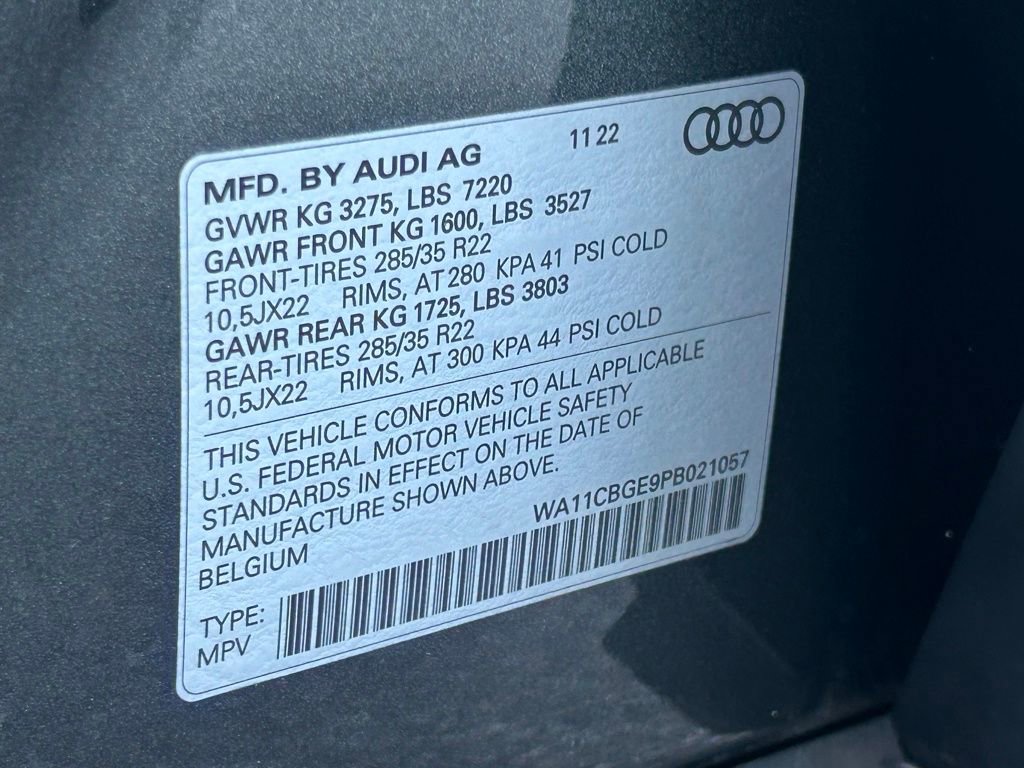 11 22
MFD. BY AUDI AG
GVWR KG 3275, LBS 7220
GAWR FRONT KG 1600, LBS 3527
FRONT-TIRES 285/35 R22
10,5JX22 RIMS, AT 280 KPA 41 PSI COLD
GAWR REAR KG 1725, LBS 3803
REAR-TIRES 285/35 R22
10,5JX22 RIMS, AT 300 KPA 44 PSI COLD
THIS VEHICLE CONFORMS TO ALL APPLICABLE
U.S. FEDERAL MOTOR VEHICLE SAFETY
STANDARDS IN EFFECT ON THE DATE OF
MANUFACTURE SHOWN ABOVE.
BELGIUM
WA11CBGE9PB021057
TYPE:
MPV